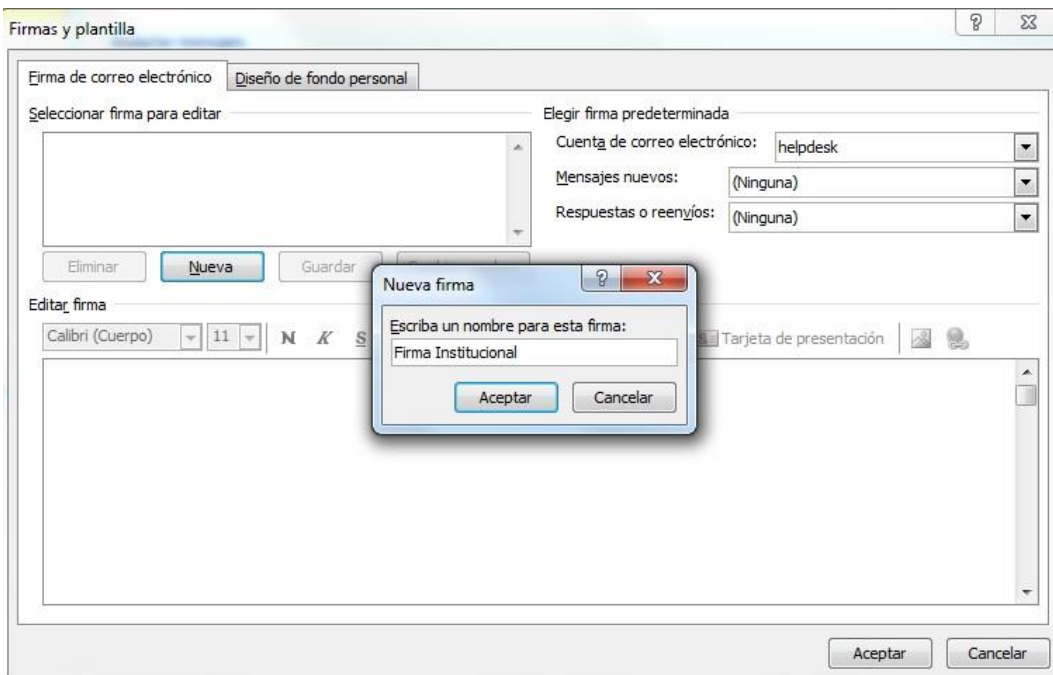 Firmas y plantilla
Firma de correo electrónico
Diseño de fondo personal
Seleccionar firma para editar
Elegir firma predeterminada
Cuenta de correo electrónico:
helpdesk
Mensajes nuevos:
(Ninguna)
Respuestas o reenvíos:
(Ninguna)
Eliminar
Nueva
Guardar
Editar firma
Calibri (Cuerpo)
11
N K S
Tarjeta de presentación
Nueva firma
Escriba un nombre para esta firma:
Firma Institucional
Aceptar
Cancelar
Aceptar
Cancelar